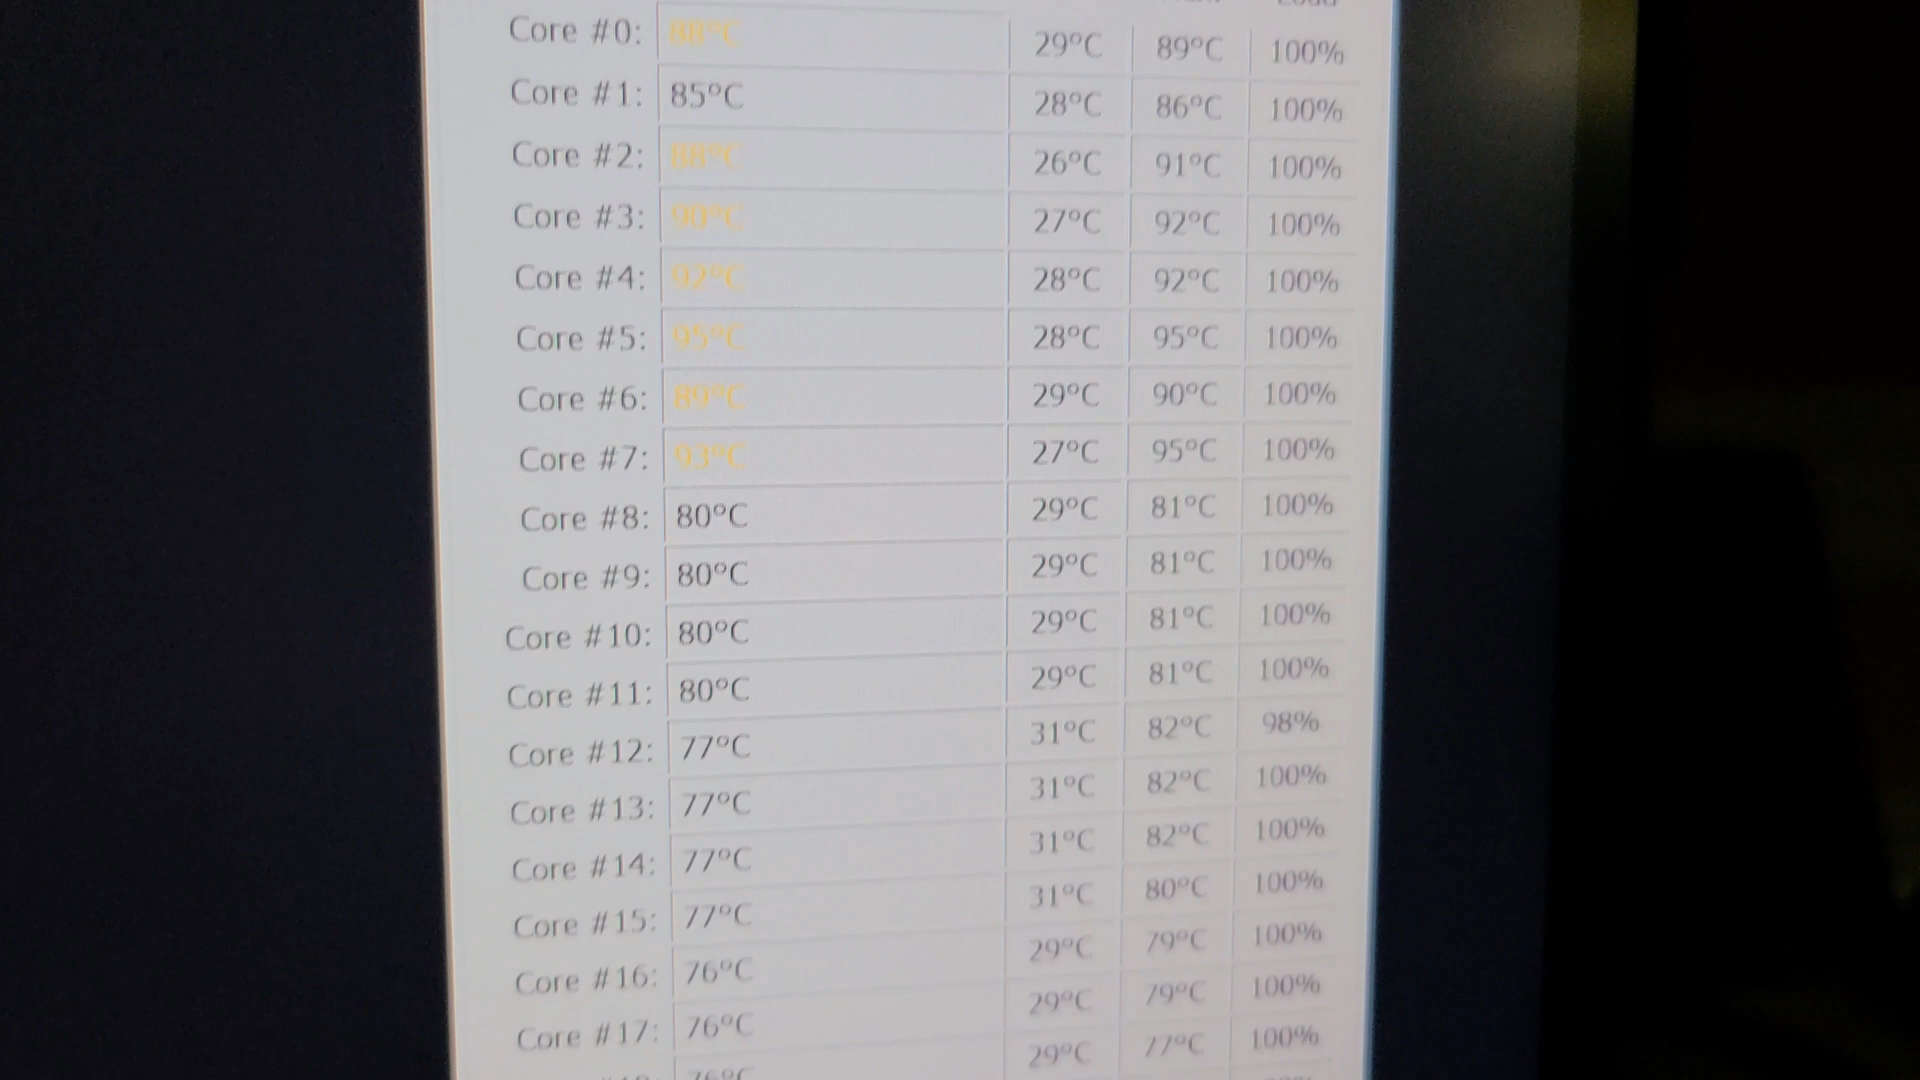 Core #0: 88°C 29°C 89°C 100%
Core #1: 85°C 28°C 86°C 100%
Core #2: 88°C 26°C 91°C 100%
Core #3: 90°C 27°C 92°C 100%
Core #4: 92°C 28°C 92°C 100%
Core #5: 95°C 28°C 95°C 100%
Core #6: 89°C 29°C 90°C 100%
Core #7: 93°C 27°C 95°C 100%
Core #8: 80°C 29°C 81°C 100%
Core #9: 80°C 29°C 81°C 100%
Core #10: 80°C 29°C 81°C 100%
Core #11: 80°C 29°C 81°C 100%
Core #12: 77°C 31°C 82°C 98%
Core #13: 77°C 31°C 82°C 100%
Core #14: 77°C 31°C 82°C 100%
Core #15: 77°C 31°C 80°C 100%
Core #16: 76°C 29°C 79°C 100%
Core #17: 76°C 29°C 79°C 100%
76°C 29°C 77°C 100%